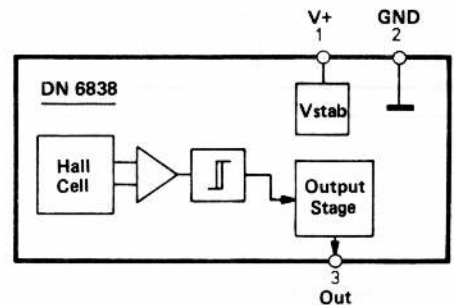 V+ GND
1 2
DN 6838
Vstab
Hall
Cell
Output
Stage
3
Out